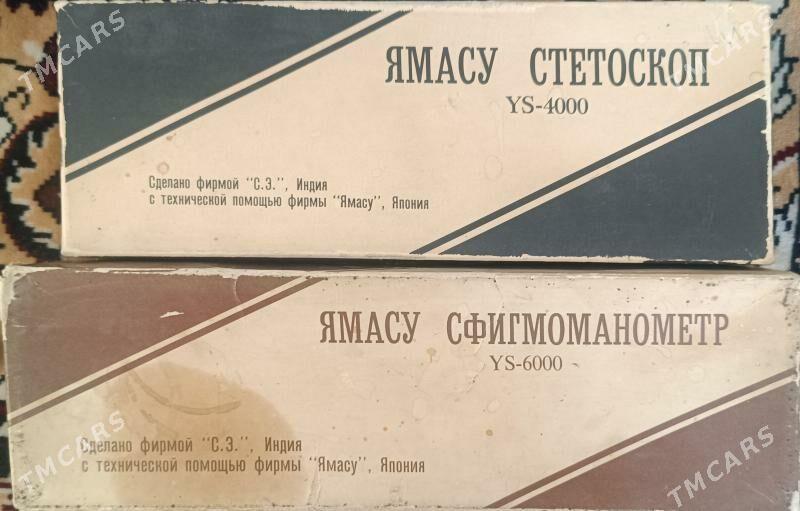 ЯМАСУ СТЕТОСКОП
YS-4000
Сделано фирмой "С.Э.", Индия
с технической помощью фирмы "Ямасу", Япония
ЯМАСУ СФИГМОМАНОМЕТР
YS-6000
Сделано фирмой "С.Э.", Индия
с технической помощью фирмы "Ямасу", Япония
TMCARS
TMCARS
TMCARS
TMCARS
TMCARS